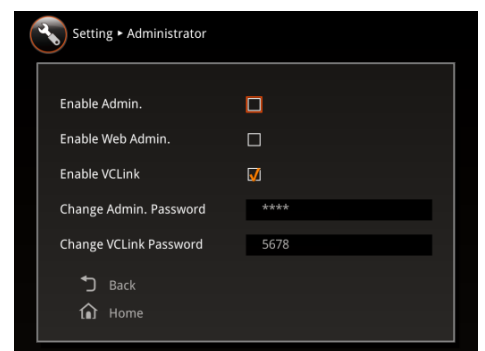 Setting ▸ Administrator
Enable Admin.
Enable Web Admin.
Enable VCLink
Change Admin. Password ****
Change VCLink Password 5678
Back
Home